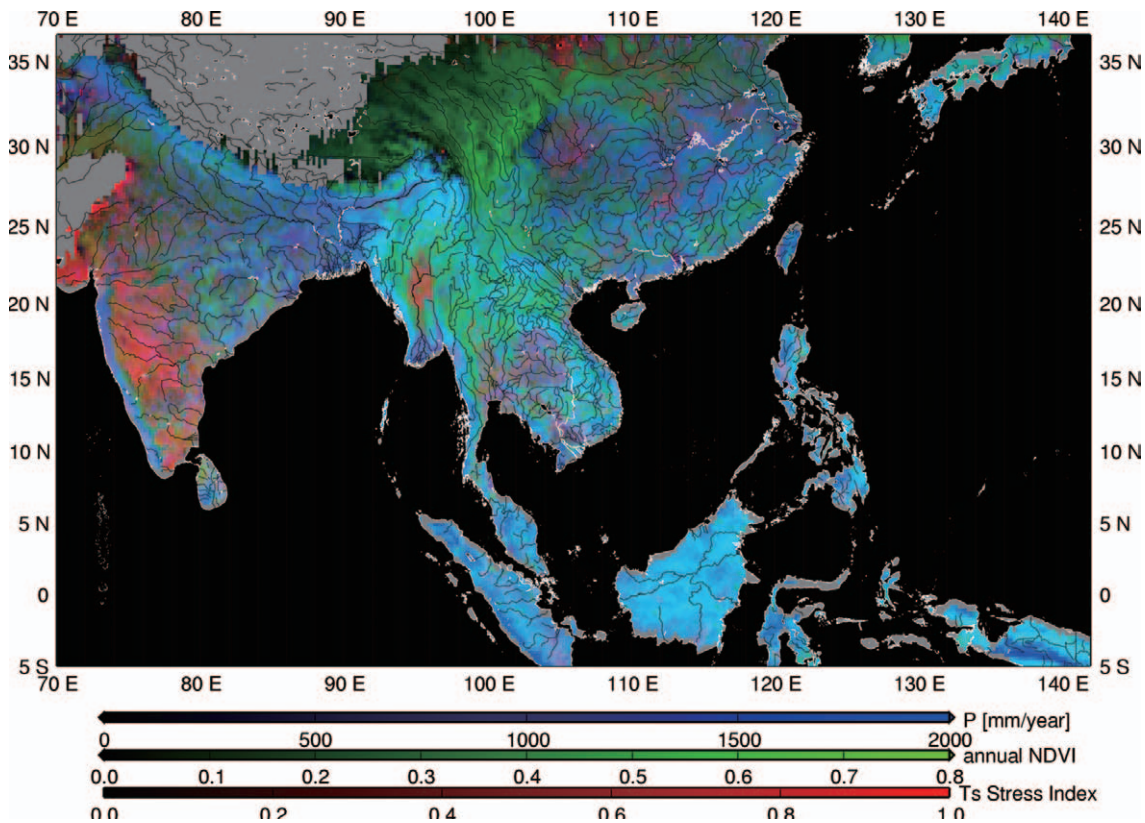 70 E 80 E 90 E 100 E 110 E 120 E 130 E 140 E
35 N 35 N
30 N 30 N
25 N 25 N
20 N 20 N
15 N 15 N
10 N 10 N
5 N 5 N
0 0
5 S 5 S
70 E 80 E 90 E 100 E 110 E 120 E 130 E 140 E
P [mm/year]
0 500 1000 1500 2000
annual NDVI
0.0 0.1 0.2 0.3 0.4 0.5 0.6 0.7 0.8
Ts Stress Index
0.0 0.2 0.4 0.6 0.8 1.0